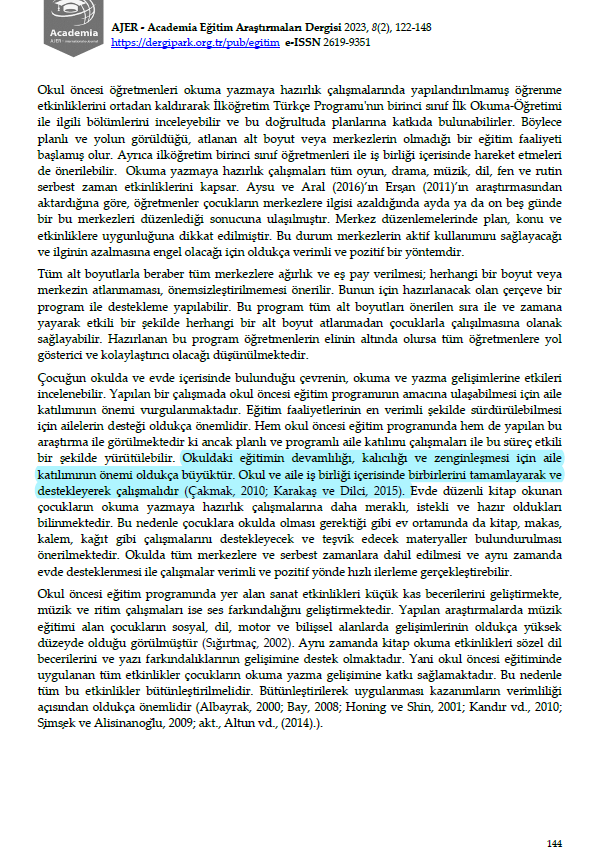 Academia
AJER - Academia Eğitim Araştırmaları Dergisi 2023, 8(2), 122-148
https://dergipark.org.tr/pub/egitim e-ISSN 2619-9351
Okul öncesi öğretmenleri okuma yazmaya hazırlık çalışmalarında yapılandırılmamış öğrenme
etkinliklerini ortadan kaldırarak İlköğretim Türkçe Programı'nın birinci sınıf İlk Okuma-Öğretimi
ile ilgili bölümlerini inceleyebilir ve bu doğrultuda planlarına katkıda bulunabilirler. Böylece
planlı ve yolun görüldüğü, atlanan alt boyut veya merkezlerin olmadığı bir eğitim faaliyeti
başlamış olur. Ayrıca ilköğretim birinci sınıf öğretmenleri ile iş birliği içerisinde hareket etmeleri
de önerilebilir. Okuma yazmaya hazırlık çalışmaları tüm oyun, drama, müzik, dil, fen ve rutin
serbest zaman etkinliklerini kapsar. Aysu ve Aral (2016)’ın Erşan (2011)’ın araştırmasından
aktardığına göre, öğretmenler çocukların merkezlere ilgisi azaldığında ayda ya da on beş günde
bir bu merkezleri düzenlediği sonucuna ulaşılmıştır. Merkez düzenlemelerinde plan, konu ve
etkinliklere uygunluğuna dikkat edilmiştir. Bu durum merkezlerin aktif kullanımını sağlayacağı
ve ilginin azalmasına engel olacağı için oldukça verimli ve pozitif bir yöntemdir.
Tüm alt boyutlarla beraber tüm merkezlere ağırlık ve eş pay verilmesi; herhangi bir boyut veya
merkezin atlanmaması, önemsizleştirilmemesi önerilir. Bunun için hazırlanacak olan çerçeve bir
program ile destekleme yapılabilir. Bu program tüm alt boyutları önerilen sıra ile ve zamana
yayarak etkili bir şekilde herhangi bir alt boyut atlanmadan çocuklarla çalışılmasına olanak
sağlayabilir. Hazırlanan bu program öğretmenlerin elinin altında olursa tüm öğretmenlere yol
gösterici ve kolaylaştırıcı olacağı düşünülmektedir.
Çocuğun okulda ve evde içerisinde bulunduğu çevrenin, okuma ve yazma gelişimlerine etkileri
incelenebilir. Yapılan bir çalışmada okul öncesi eğitim programının amacına ulaşabilmesi için aile
katılımının önemi vurgulanmaktadır. Eğitim faaliyetlerinin en verimli şekilde sürdürülebilmesi
için ailelerin desteği oldukça önemlidir. Hem okul öncesi eğitim programında hem de yapılan bu
araştırma ile görülmektedir ki ancak planlı ve programlı aile katılımı çalışmaları ile bu süreç etkili
bir şekilde yürütülebilir. Okuldaki eğitimin devamlılığı, kalıcılığı ve zenginleşmesi için aile
katılımının önemi oldukça büyüktür. Okul ve aile iş birliği içerisinde birbirlerini tamamlayarak ve
destekleyerek çalışmalıdır (Çakmak, 2010; Karakaş ve Dilci, 2015). Evde düzenli kitap okunan
çocukların okuma yazmaya hazırlık çalışmalarına daha meraklı, istekli ve hazır oldukları
bilinmektedir. Bu nedenle çocuklara okulda olması gerektiği gibi ev ortamında da kitap, makas,
kalem, kağıt gibi çalışmalarını destekleyecek ve teşvik edecek materyaller bulundurulması
önerilmektedir. Okulda tüm merkezlere ve serbest zamanlara dahil edilmesi ve aynı zamanda
evde desteklenmesi ile çalışmalar verimli ve pozitif yönde hızlı ilerleme gerçekleştirebilir.
Okul öncesi eğitim programında yer alan sanat etkinlikleri küçük kas becerilerini geliştirmekte,
müzik ve ritim çalışmaları ise ses farkındalığını geliştirmektedir. Yapılan araştırmalarda müzik
eğitimi alan çocukların sosyal, dil, motor ve bilişsel alanlarda gelişimlerinin oldukça yüksek
düzeyde olduğu görülmüştür (Sığırtmaç, 2002). Aynı zamanda kitap okuma etkinlikleri sözel dil
becerilerini ve yazı farkındalıklarının gelişimine destek olmaktadır. Yani okul öncesi eğitiminde
uygulanan tüm etkinlikler çocukların okuma yazma gelişimine katkı sağlamaktadır. Bu nedenle
tüm bu etkinlikler bütünleştirilmelidir. Bütünleştirilerek uygulanması kazanımların verimliliği
açısından oldukça önemlidir (Albayrak, 2000; Bay, 2008; Honing ve Shin, 2001; Kandır vd., 2010;
Şimşek ve Alisinanoğlu, 2009; akt., Altun vd., (2014).).
144